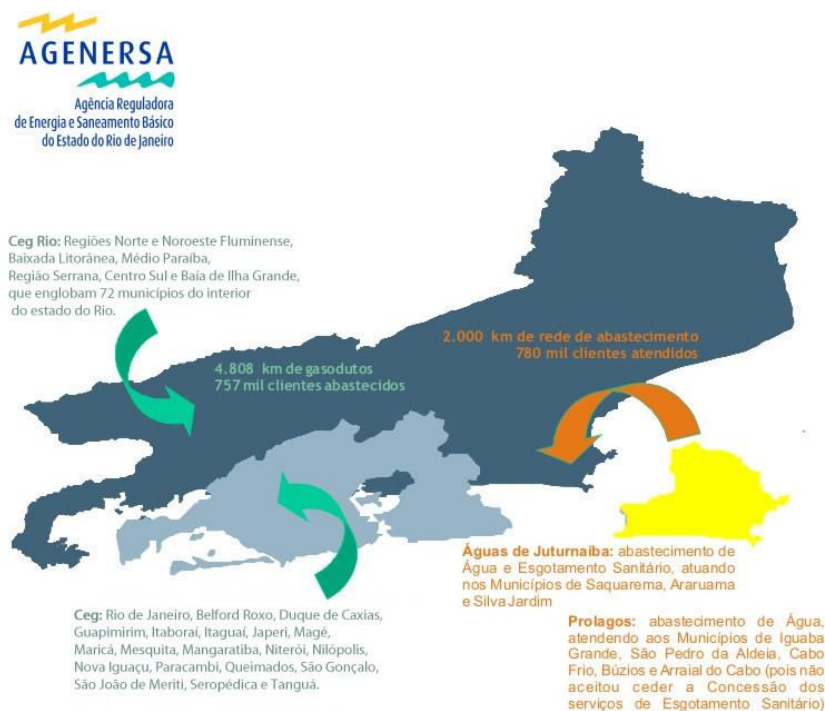 AGENERSA
Agência Reguladora
de Energia e Saneamento Básico
do Estado do Rio de Janeiro
Ceg Rio: Regiões Norte e Noroeste Fluminense,
Baixada Litorânea, Médio Paraíba,
Região Serrana, Centro Sul e Baía de Ilha Grande,
que englobam 72 municípios do interior
do estado do Rio.
2.000 km de rede de abastecimento
780 mil clientes atendidos
4.808 km de gasodutos
757 mil clientes abastecidos
Águas de Juturnaíba: abastecimento de
Água e Esgotamento Sanitário, atuando
nos Municípios de Saquarema, Araruama
e Silva Jardim
Ceg: Rio de Janeiro, Belford Roxo, Duque de Caxias,
Guapimirim, Itaboraí, Itaguaí, Japeri, Magé,
Maricá, Mesquita, Mangaratiba, Niterói, Nilópolis,
Nova Iguaçu, Paracambi, Queimados, São Gonçalo,
São João de Meriti, Seropédica e Tanguá.
Prolagos: abastecimento de Água,
atendendo aos Municípios de Iguaba
Grande, São Pedro da Aldeia, Cabo
Frio, Búzios e Arraial do Cabo (pois não
aceitou ceder a Concessão dos
serviços de Esgotamento Sanitário)